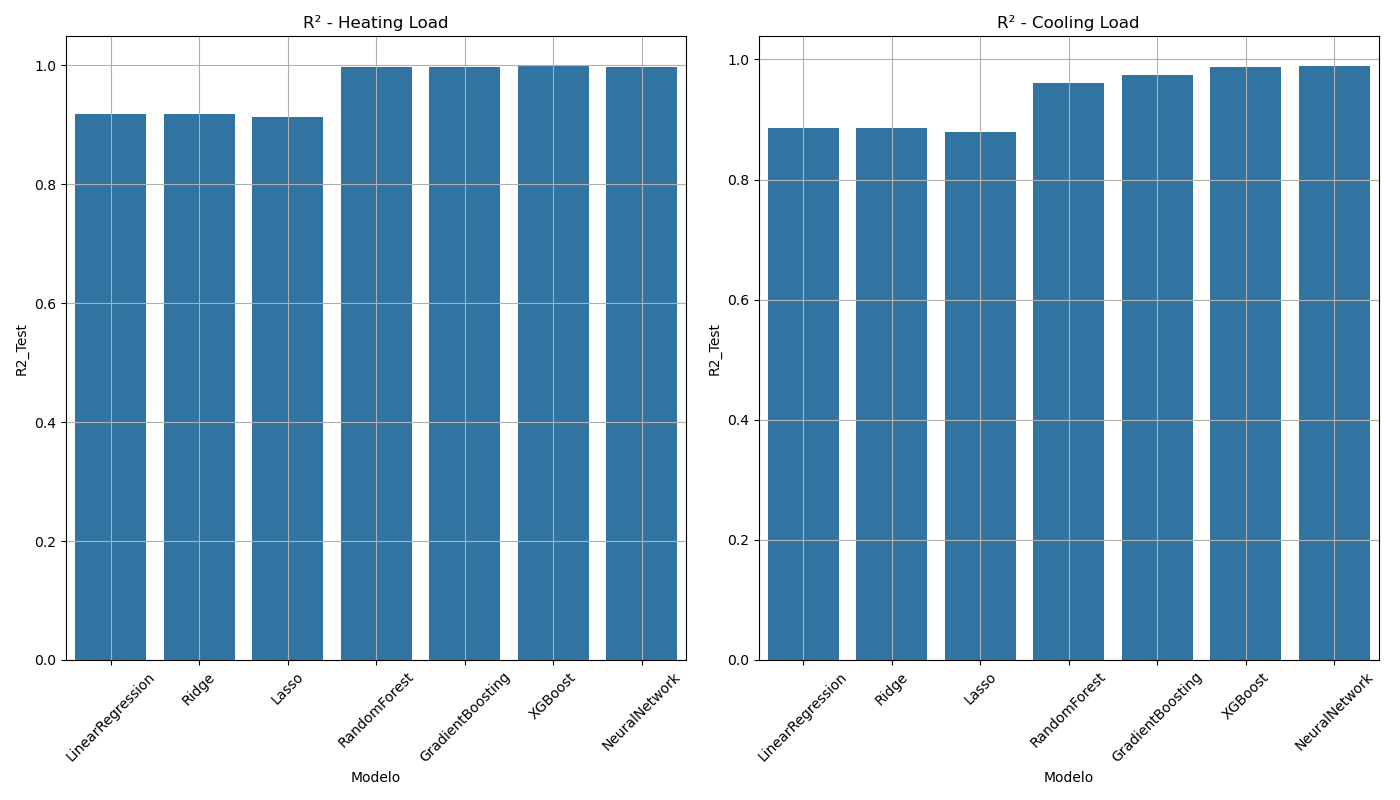 R² - Heating Load
R2_Test
1.0
0.8
0.6
0.4
0.2
0.0
LinearRegression
Ridge
Lasso
RandomForest
GradientBoosting
XGBoost
NeuralNetwork
Modelo
R² - Cooling Load
R2_Test
1.0
0.8
0.6
0.4
0.2
0.0
LinearRegression
Ridge
Lasso
RandomForest
GradientBoosting
XGBoost
NeuralNetwork
Modelo